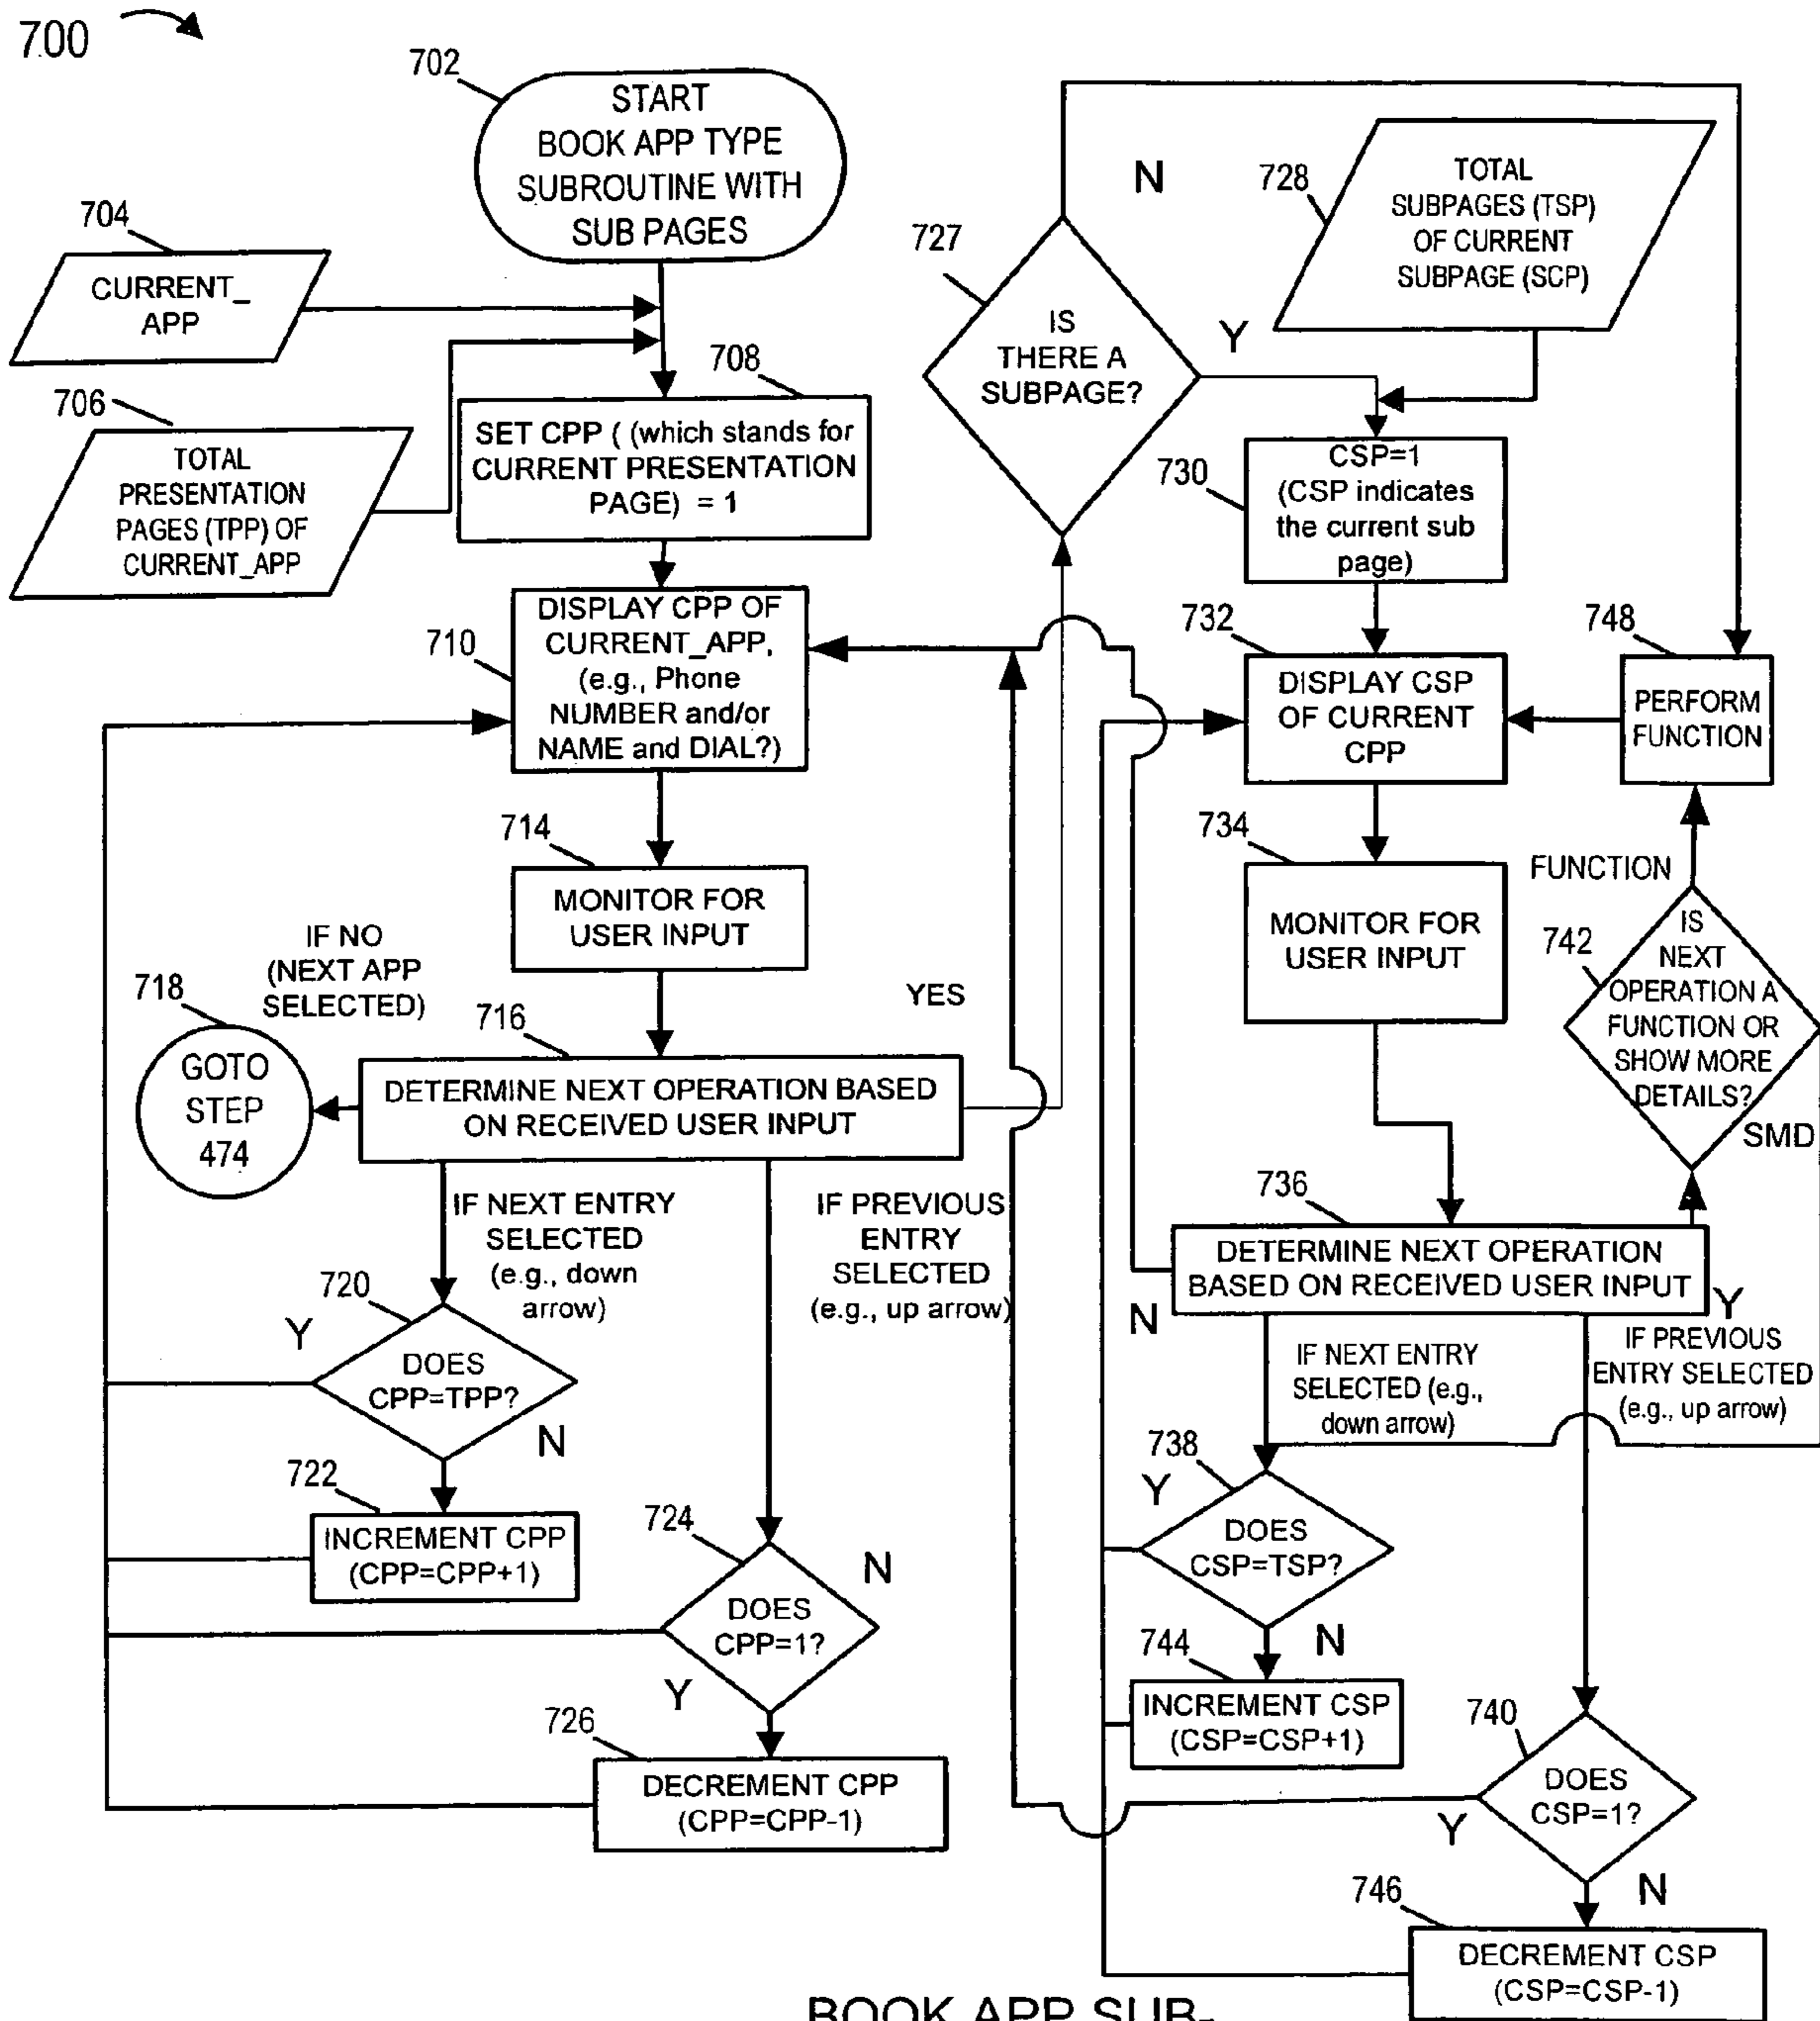 700
702
START
BOOK APP TYPE
SUBROUTINE WITH
SUB PAGES
704
CURRENT_
APP
706
TOTAL
PRESENTATION
PAGES (TPP) OF
CURRENT_APP
708
SET CPP ( (which stands for
CURRENT PRESENTATION
PAGE) = 1
710
DISPLAY CPP OF
CURRENT_APP,
(e.g., Phone
NUMBER and/or
NAME and DIAL?)
714
MONITOR FOR
USER INPUT
IF NO
(NEXT APP
SELECTED)
718
GOTO
STEP
474
716
YES
DETERMINE NEXT OPERATION BASED
ON RECEIVED USER INPUT
IF NEXT ENTRY
SELECTED
(e.g., down
arrow)
IF PREVIOUS
ENTRY
SELECTED
(e.g., up arrow)
720
Y
DOES
CPP=TPP?
N
722
INCREMENT CPP
(CPP=CPP+1)
724
N
DOES
CPP=1?
Y
726
DECREMENT CPP
(CPP=CPP-1)
727
N
IS
THERE A
SUBPAGE?
Y
728
TOTAL
SUBPAGES (TSP)
OF CURRENT
SUBPAGE (SCP)
730
CSP=1
(CSP indicates
the current sub
page)
732
DISPLAY CSP
OF CURRENT
CPP
748
PERFORM
FUNCTION
734
MONITOR FOR
USER INPUT
FUNCTION
742
IS
NEXT
OPERATION A
FUNCTION OR
SHOW MORE
DETAILS?
SMD
736
DETERMINE NEXT OPERATION
BASED ON RECEIVED USER INPUT
N
Y
IF NEXT ENTRY
SELECTED (e.g.,
down arrow)
IF PREVIOUS
ENTRY SELECTED
(e.g., up arrow)
738
Y
DOES
CSP=TSP?
N
744
INCREMENT CSP
(CSP=CSP+1)
740
DOES
CSP=1?
Y
N
746
DECREMENT CSP
(CSP=CSP-1)
BOOK APP SUB-